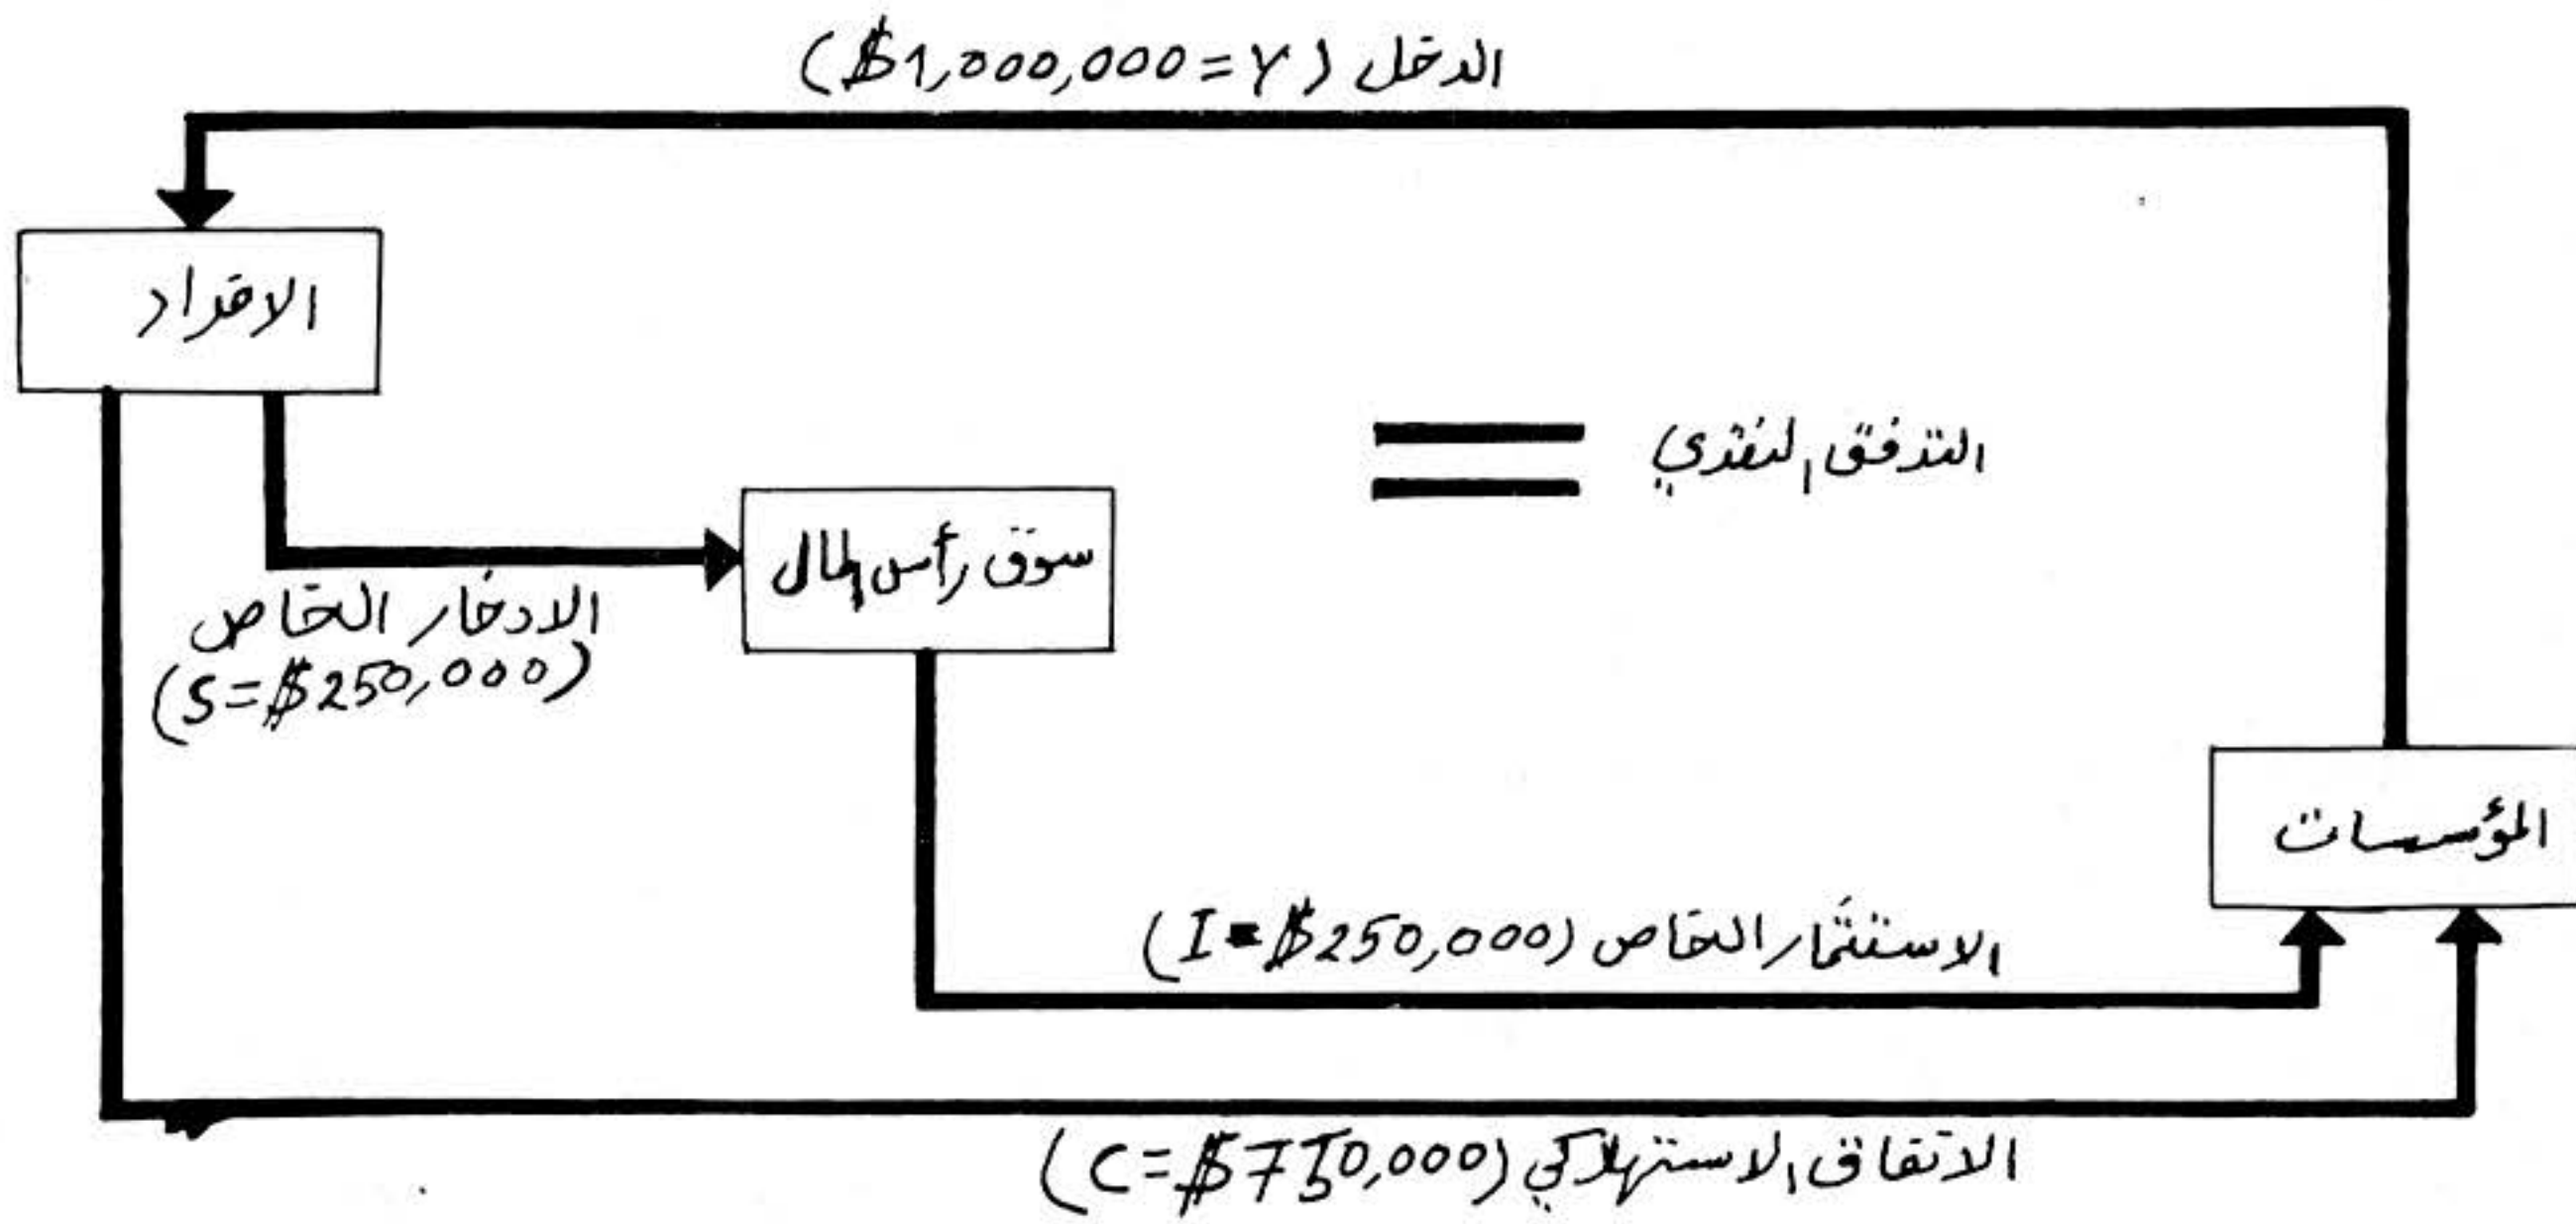 الدخل ($1,000,000=Y)
الافراد
التدفق النقدي
سوق رأس المال
الادخار الخاص
(S=$250,000)
المؤسسات
الاستثمار الخاص (I=$250,000)
الانفاق الاستهلاكي (C=$750,000)